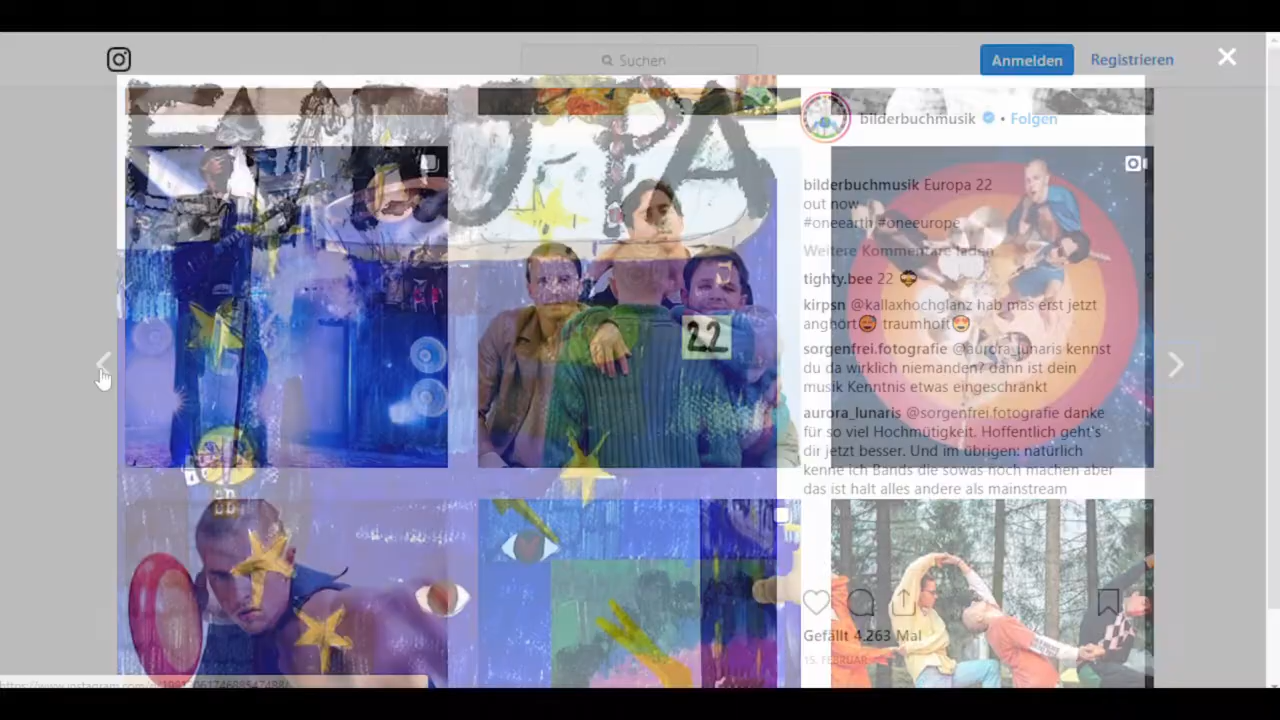 Suchen
Anmelden
Registrieren
bilderbuchmusik • Folgen
bilderbuchmusik Europa 22
out now
#oneearth #oneeurope
Weitere Kommentare laden
tighty.bee 22
kirpsn @kallaxhochglanz hab mas erst jetzt
anghört traumhoft
sorgenfrei.fotografie @aurora_lunaris kennst
du da wirklich niemanden? dann ist dein
musik Kenntnis etwas eingeschränkt
aurora_lunaris @sorgenfrei.fotografie danke
für so viel Hochmütigkeit. Hoffentlich geht's
dir jetzt besser. Und im übrigen: natürlich
kenne ich Bands die sowas noch machen aber
das ist halt alles andere als mainstream
Gefällt 4.263 Mal
15. FEBRUAR
22